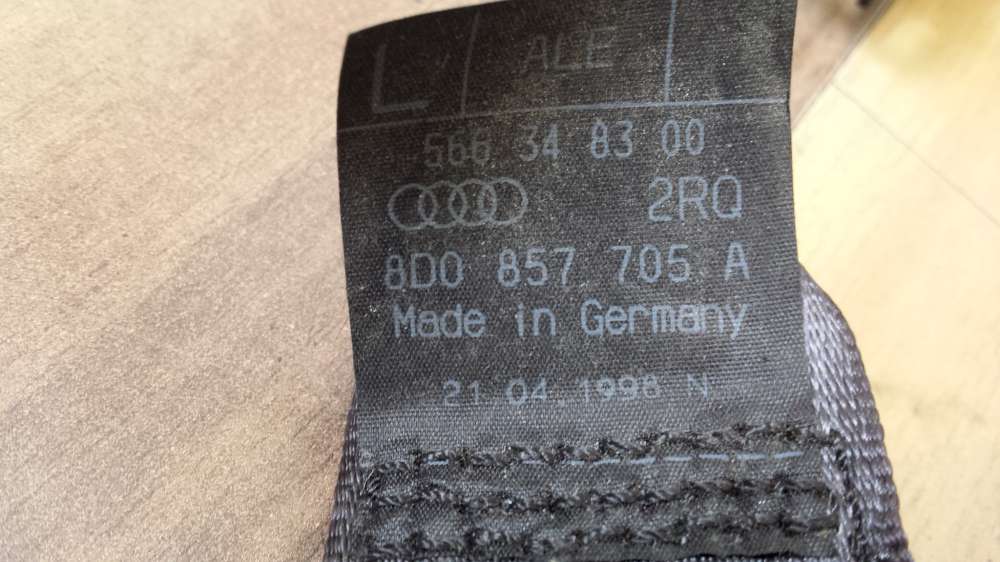 L ALE
566 34 83 00
2RQ
8D0 857 705 A
Made in Germany
21.04.1998 N